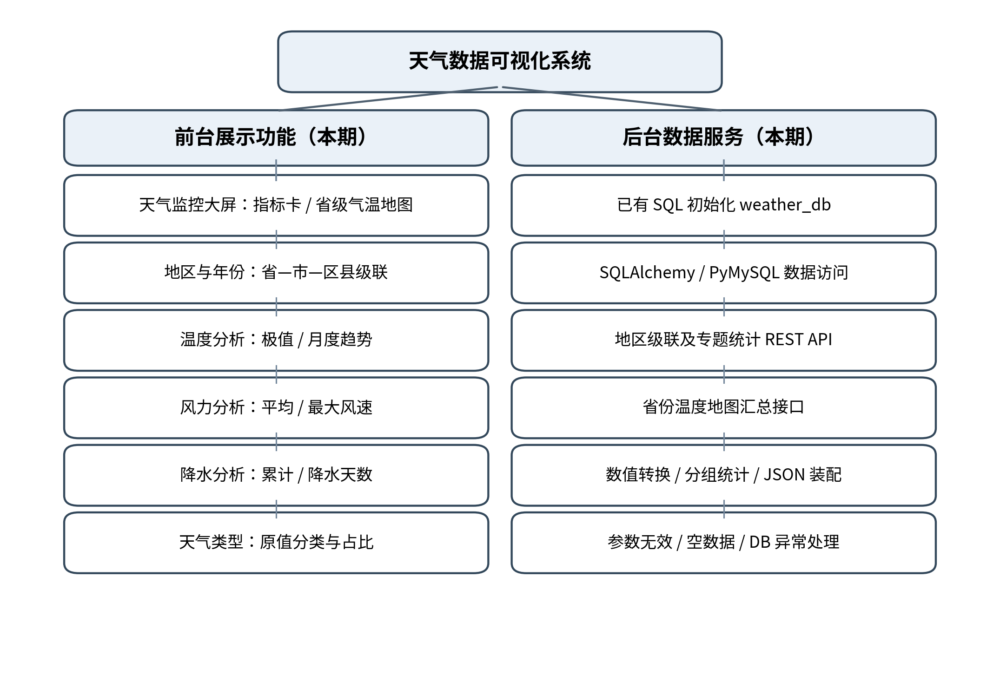 天气数据可视化系统
前台展示功能（本期）
天气监控大屏：指标卡 / 省级气温地图
地区与年份：省—市—区县级联
温度分析：极值 / 月度趋势
风力分析：平均 / 最大风速
降水分析：累计 / 降水天数
天气类型：原值分类与占比
后台数据服务（本期）
已有 SQL 初始化 weather_db
SQLAlchemy / PyMySQL 数据访问
地区级联及专题统计 REST API
省份温度地图汇总接口
数值转换 / 分组统计 / JSON 装配
参数无效 / 空数据 / DB 异常处理